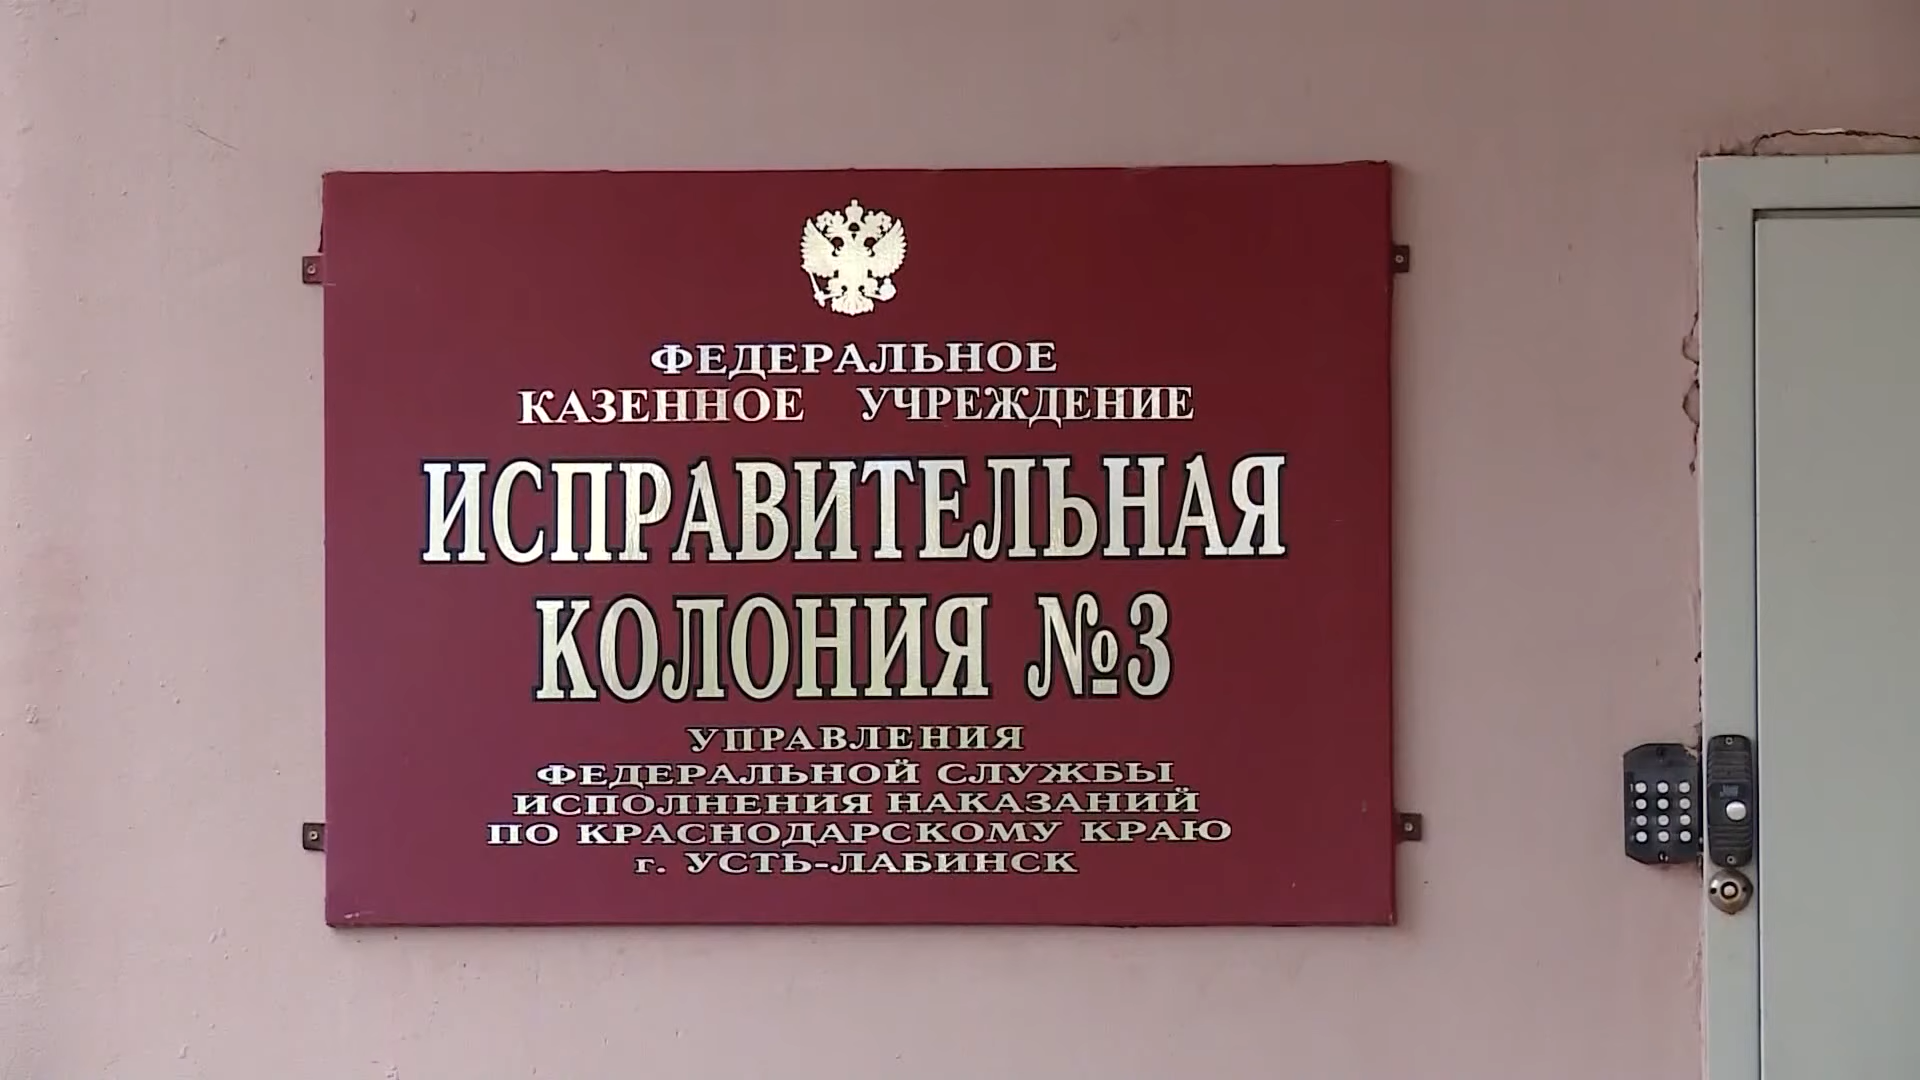 ФЕДЕРАЛЬНОЕ
КАЗЕННОЕ УЧРЕЖДЕНИЕ
ИСПРАВИТЕЛЬНАЯ
КОЛОНИЯ №3
УПРАВЛЕНИЯ
ФЕДЕРАЛЬНОЙ СЛУЖБЫ
ИСПОЛНЕНИЯ НАКАЗАНИЙ
ПО КРАСНОДАРСКОМУ КРАЮ
г. УСТЬ-ЛАБИНСК